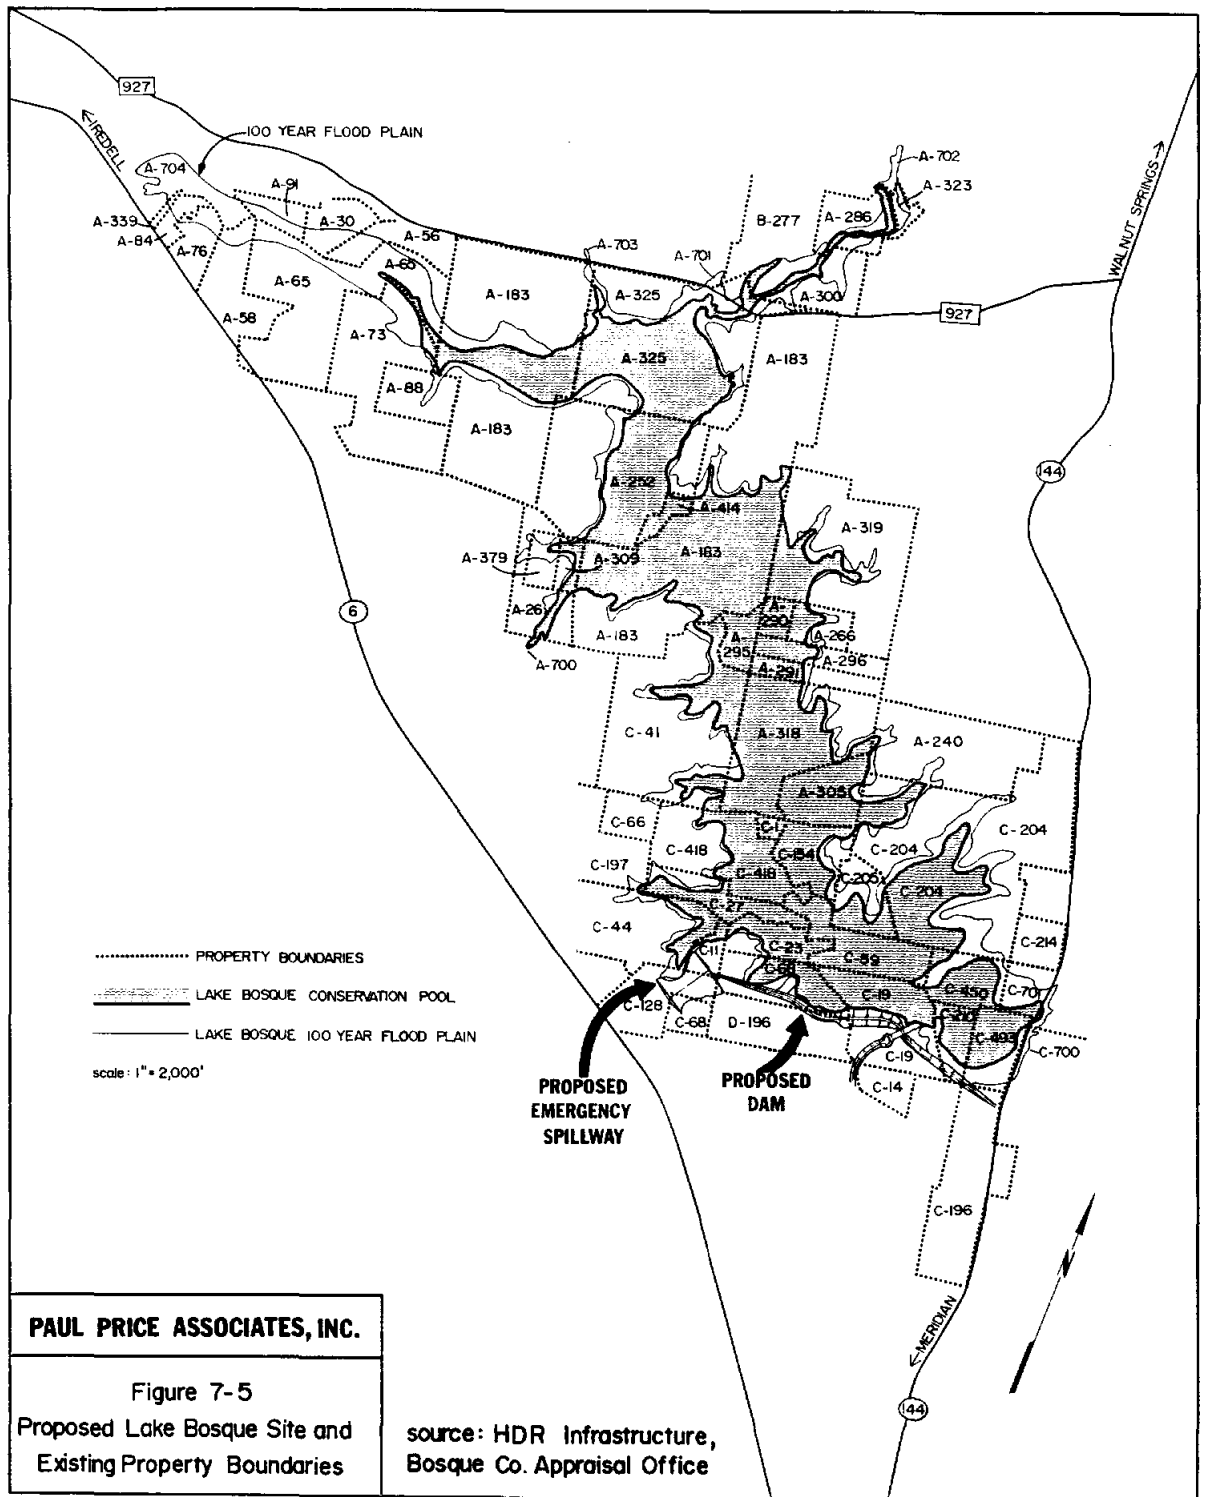 927
←IREDELL
100 YEAR FLOOD PLAIN
A-704
A-91
A-339
A-84
A-76
A-30
A-56
A-65
A-65
A-58
A-73
A-88
A-183
A-183
A-703
A-325
A-325
A-701
B-277
A-286
A-702
A-323
A-300
927
WALNUT SPRINGS→
A-183
144
A-252
A-414
A-319
A-379
A-309
A-183
A-26
A-183
A-700
6
A-
290
A-
295
A-266
A-296
A-291
C-41
A-318
A-240
A-305
C-66
C-1
C-418
C-154
C-204
C-204
C-197
C-418
C-205
C-204
C-27
C-44
C-11
C-23
C-89
C-214
C-68
C-19
C-450
C-701
C-128
C-68
D-196
C-210
C-493
C-700
C-19
C-14
PROPERTY BOUNDARIES
LAKE BOSQUE CONSERVATION POOL
LAKE BOSQUE 100 YEAR FLOOD PLAIN
scale: 1" = 2,000'
PROPOSED
EMERGENCY
SPILLWAY
PROPOSED
DAM
C-196
←MERIDIAN
144
PAUL PRICE ASSOCIATES, INC.
Figure 7-5
Proposed Lake Bosque Site and
Existing Property Boundaries
source: HDR Infrastructure,
Bosque Co. Appraisal Office